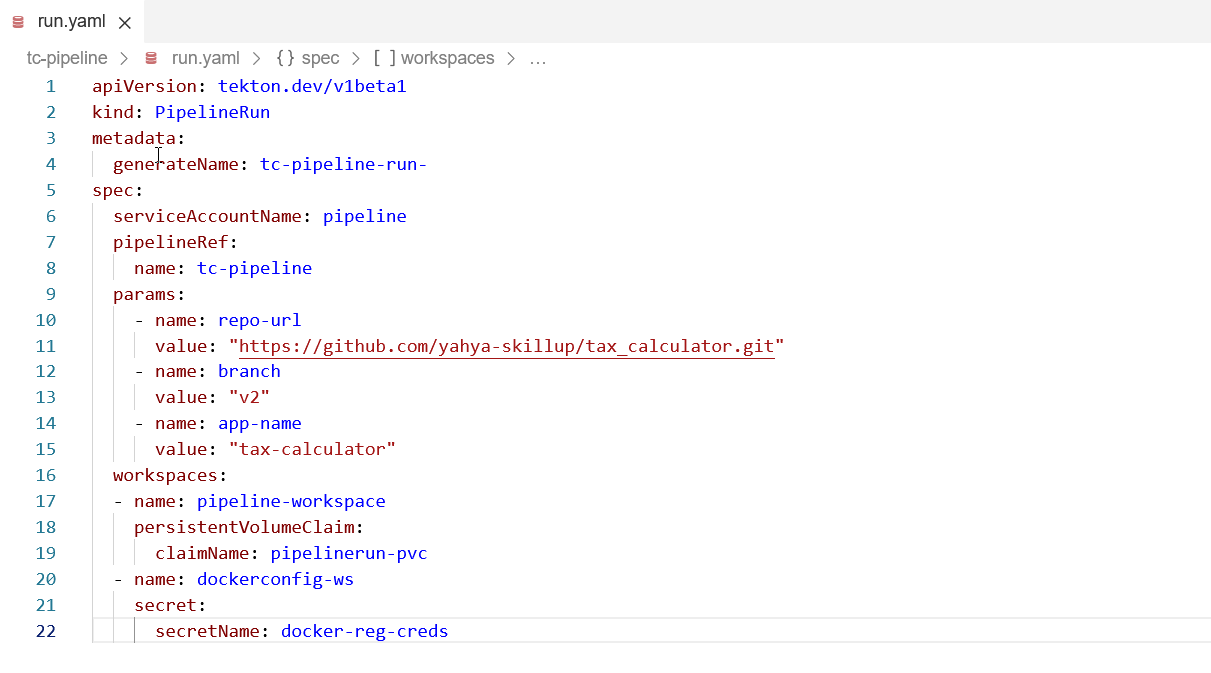 run.yaml
tc-pipeline > run.yaml > {} spec > [ ] workspaces > ...
1 apiVersion: tekton.dev/v1beta1
2 kind: PipelineRun
3 metadata:
4   generateName: tc-pipeline-run-
5 spec:
6   serviceAccountName: pipeline
7   pipelineRef:
8     name: tc-pipeline
9   params:
10     - name: repo-url
11       value: "https://github.com/yahya-skillup/tax_calculator.git"
12     - name: branch
13       value: "v2"
14     - name: app-name
15       value: "tax-calculator"
16   workspaces:
17   - name: pipeline-workspace
18     persistentVolumeClaim:
19       claimName: pipelinerun-pvc
20   - name: dockerconfig-ws
21     secret:
22       secretName: docker-reg-creds